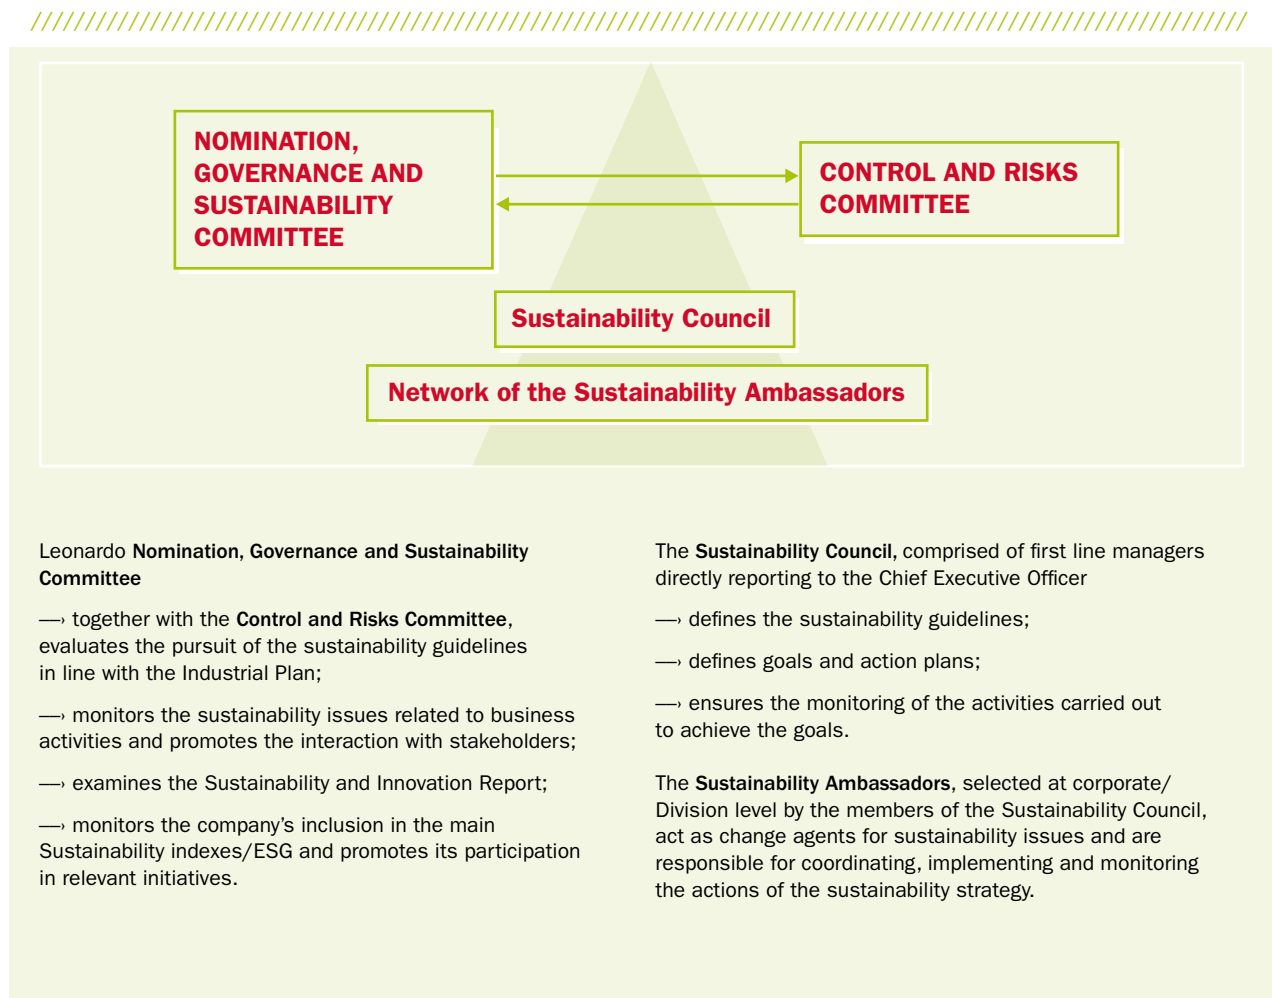 NOMINATION,
GOVERNANCE AND
SUSTAINABILITY
COMMITTEE
CONTROL AND RISKS
COMMITTEE
Sustainability Council
Network of the Sustainability Ambassadors
Leonardo Nomination, Governance and Sustainability
Committee
—› together with the Control and Risks Committee,
evaluates the pursuit of the sustainability guidelines
in line with the Industrial Plan;
—› monitors the sustainability issues related to business
activities and promotes the interaction with stakeholders;
—› examines the Sustainability and Innovation Report;
—› monitors the company’s inclusion in the main
Sustainability indexes/ESG and promotes its participation
in relevant initiatives.
The Sustainability Council, comprised of first line managers
directly reporting to the Chief Executive Officer
—› defines the sustainability guidelines;
—› defines goals and action plans;
—› ensures the monitoring of the activities carried out
to achieve the goals.
The Sustainability Ambassadors, selected at corporate/
Division level by the members of the Sustainability Council,
act as change agents for sustainability issues and are
responsible for coordinating, implementing and monitoring
the actions of the sustainability strategy.